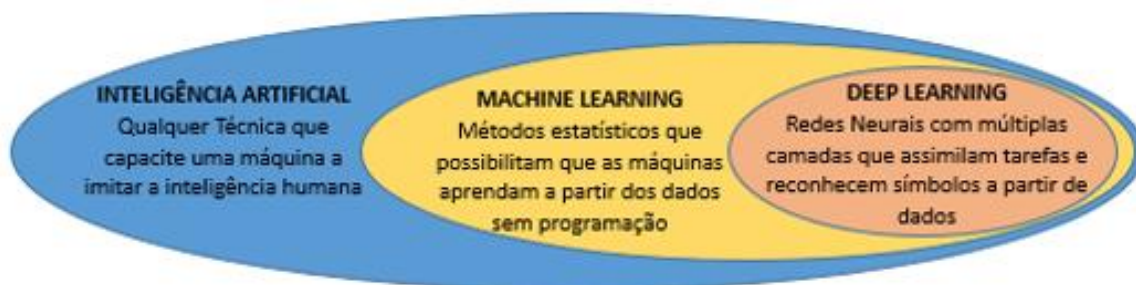 INTELIGÊNCIA ARTIFICIAL
Qualquer Técnica que
capacite uma máquina a
imitar a inteligência humana
MACHINE LEARNING
Métodos estatísticos que
possibilitam que as máquinas
aprendam a partir dos dados
sem programação
DEEP LEARNING
Redes Neurais com múltiplas
camadas que assimilam tarefas e
reconhecem símbolos a partir de
dados